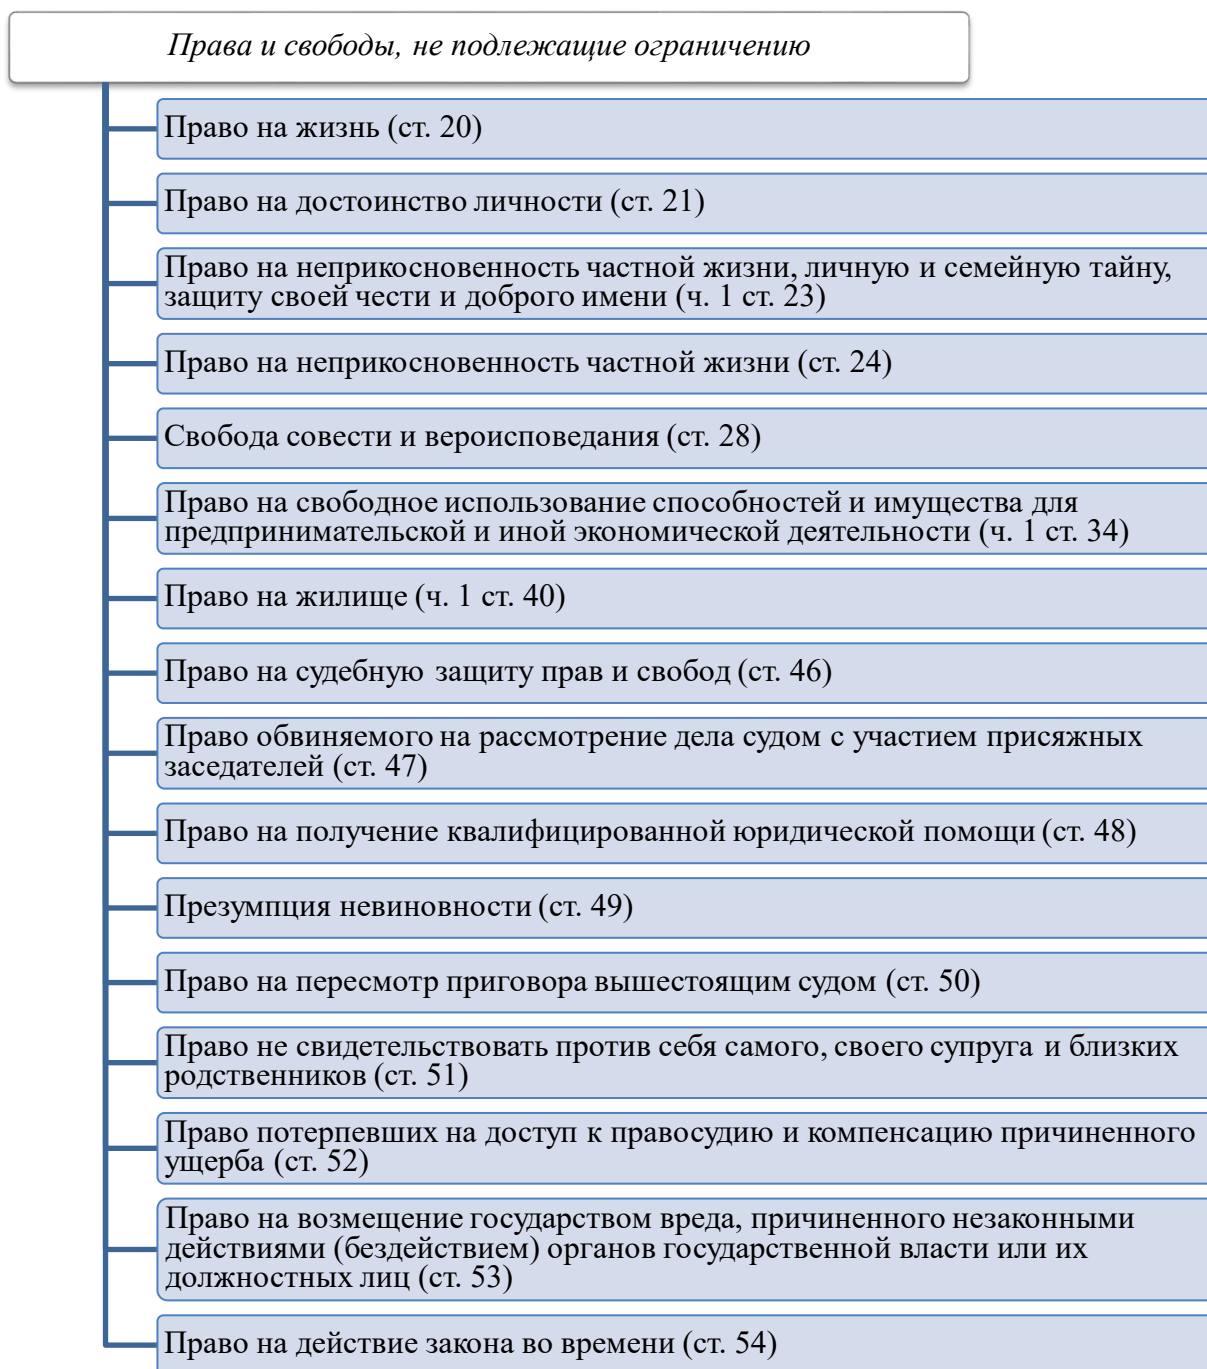 Права и свободы, не подлежащие ограничению
Право на жизнь (ст. 20)
Право на достоинство личности (ст. 21)
Право на неприкосновенность частной жизни, личную и семейную тайну,
защиту своей чести и доброго имени (ч. 1 ст. 23)
Право на неприкосновенность частной жизни (ст. 24)
Свобода совести и вероисповедания (ст. 28)
Право на свободное использование способностей и имущества для
предпринимательской и иной экономической деятельности (ч. 1 ст. 34)
Право на жилище (ч. 1 ст. 40)
Право на судебную защиту прав и свобод (ст. 46)
Право обвиняемого на рассмотрение дела судом с участием присяжных
заседателей (ст. 47)
Право на получение квалифицированной юридической помощи (ст. 48)
Презумпция невиновности (ст. 49)
Право на пересмотр приговора вышестоящим судом (ст. 50)
Право не свидетельствовать против себя самого, своего супруга и близких
родственников (ст. 51)
Право потерпевших на доступ к правосудию и компенсацию причиненного
ущерба (ст. 52)
Право на возмещение государством вреда, причиненного незаконными
действиями (бездействием) органов государственной власти или их
должностных лиц (ст. 53)
Право на действие закона во времени (ст. 54)